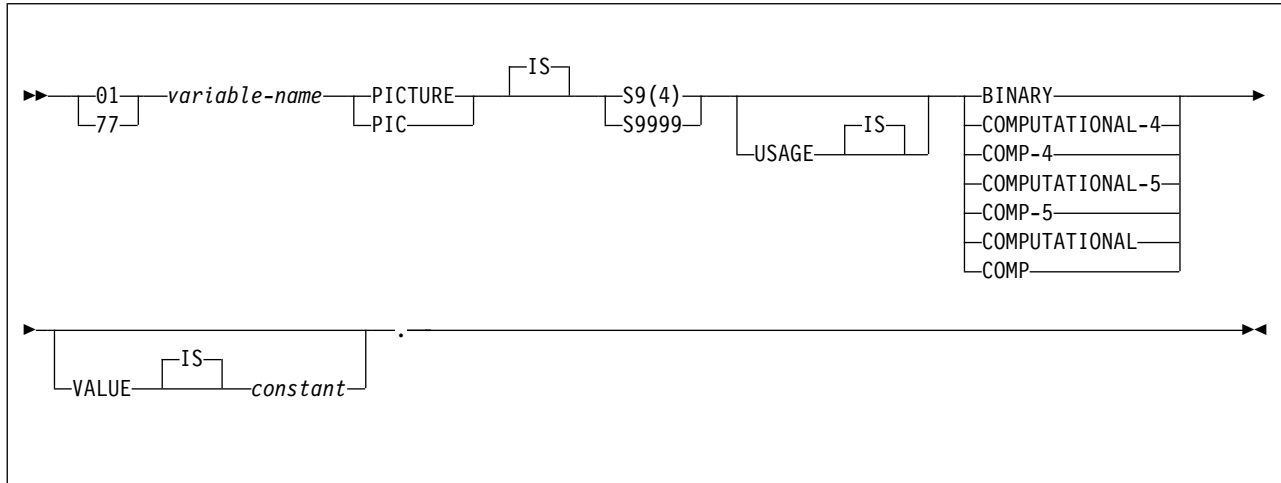 IS
01 variable-name PICTURE S9(4) BINARY
77 PIC S9999 IS COMPUTATIONAL-4
USAGE COMP-4
COMPUTATIONAL-5
COMP-5
COMPUTATIONAL
COMP
.
IS
VALUE constant